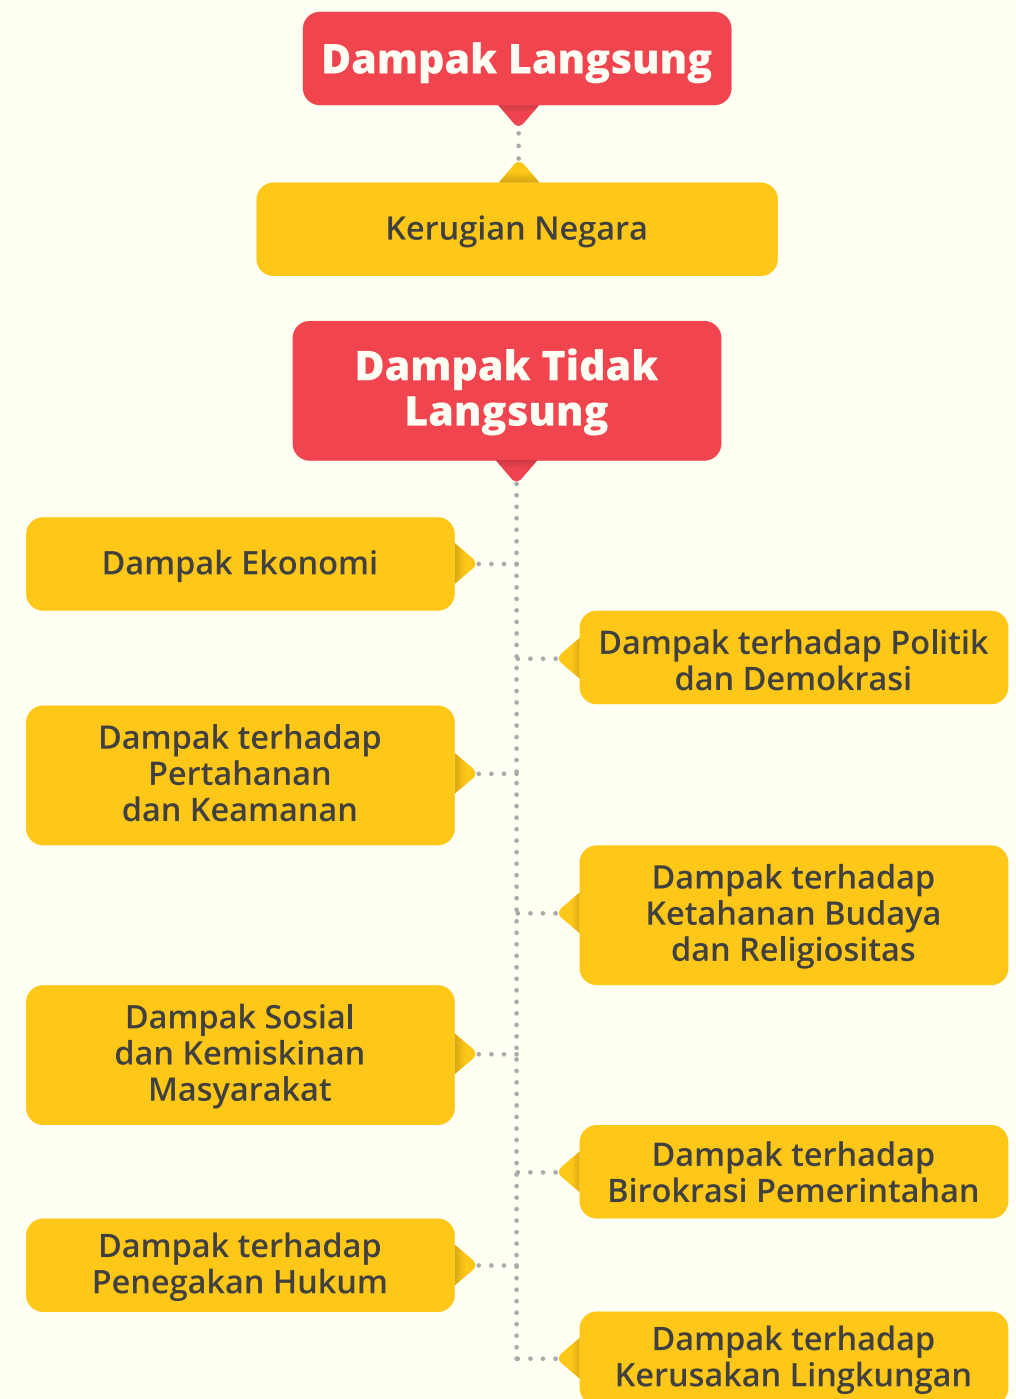 Dampak Langsung
Kerugian Negara
Dampak Tidak
Langsung
Dampak Ekonomi
Dampak terhadap Politik
dan Demokrasi
Dampak terhadap
Pertahanan
dan Keamanan
Dampak terhadap
Ketahanan Budaya
dan Religiositas
Dampak Sosial
dan Kemiskinan
Masyarakat
Dampak terhadap
Birokrasi Pemerintahan
Dampak terhadap
Penegakan Hukum
Dampak terhadap
Kerusakan Lingkungan